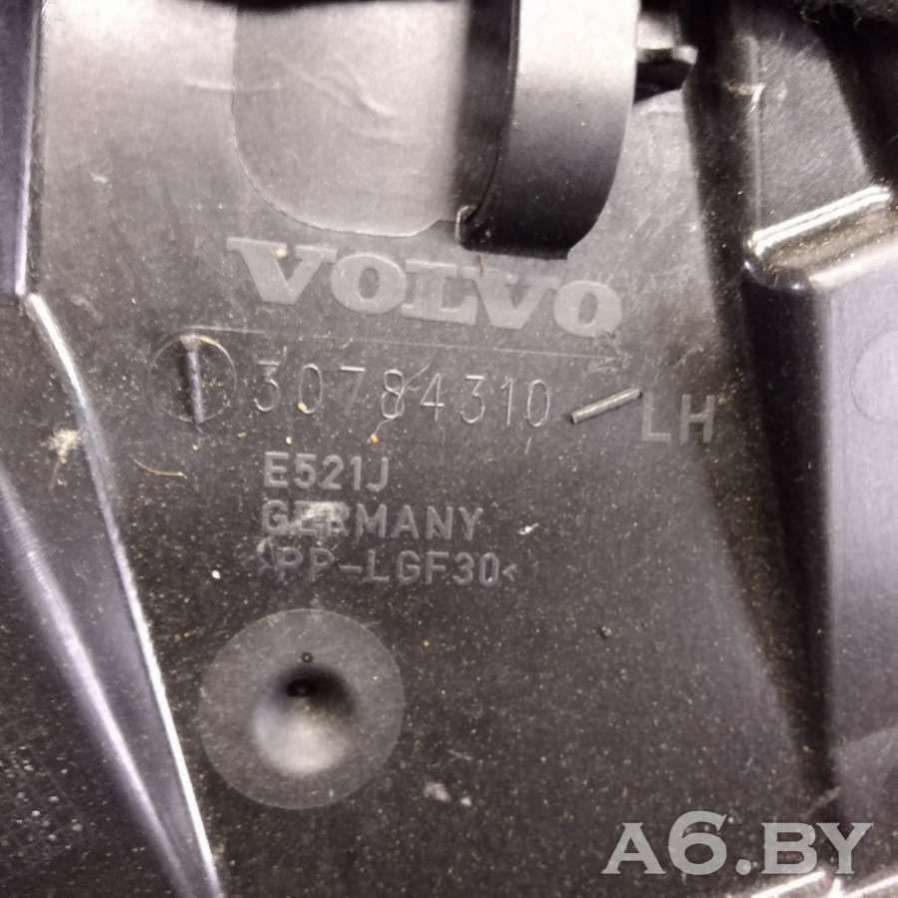 VOLVO
30784310 - LH
E521J
GERMANY
>PP-LGF30<
A6.BY